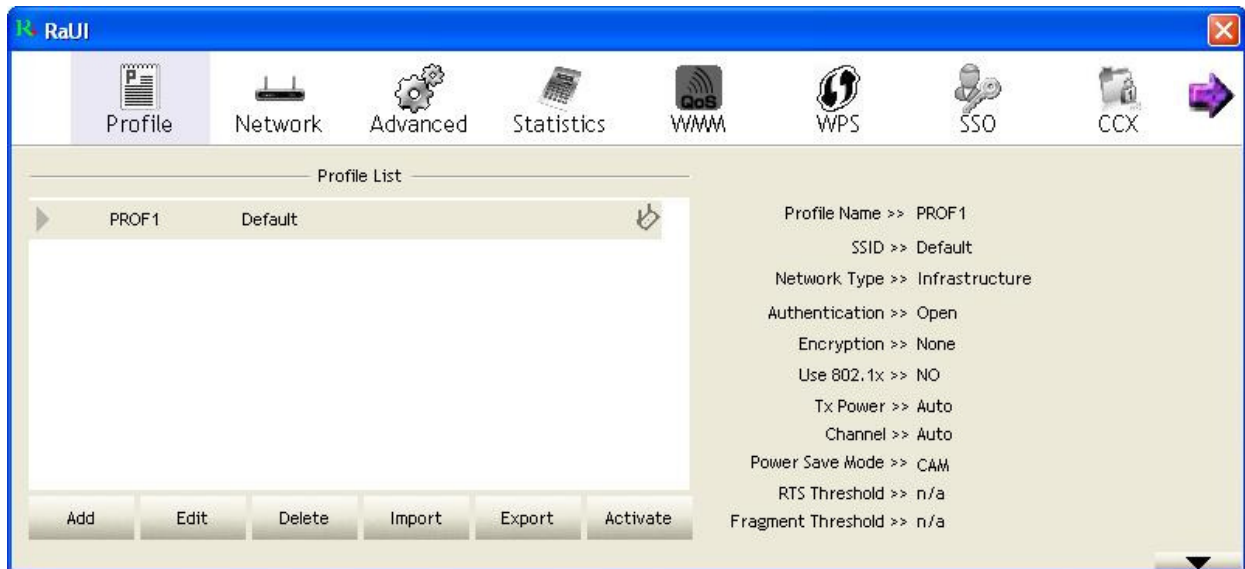 RaUI
P
QoS
Profile Network Advanced Statistics WMM WPS SSO CCX
Profile List
PROF1 Default
Profile Name >> PROF1
SSID >> Default
Network Type >> Infrastructure
Authentication >> Open
Encryption >> None
Use 802.1x >> NO
Tx Power >> Auto
Channel >> Auto
Power Save Mode >> CAM
RTS Threshold >> n/a
Fragment Threshold >> n/a
Add Edit Delete Import Export Activate